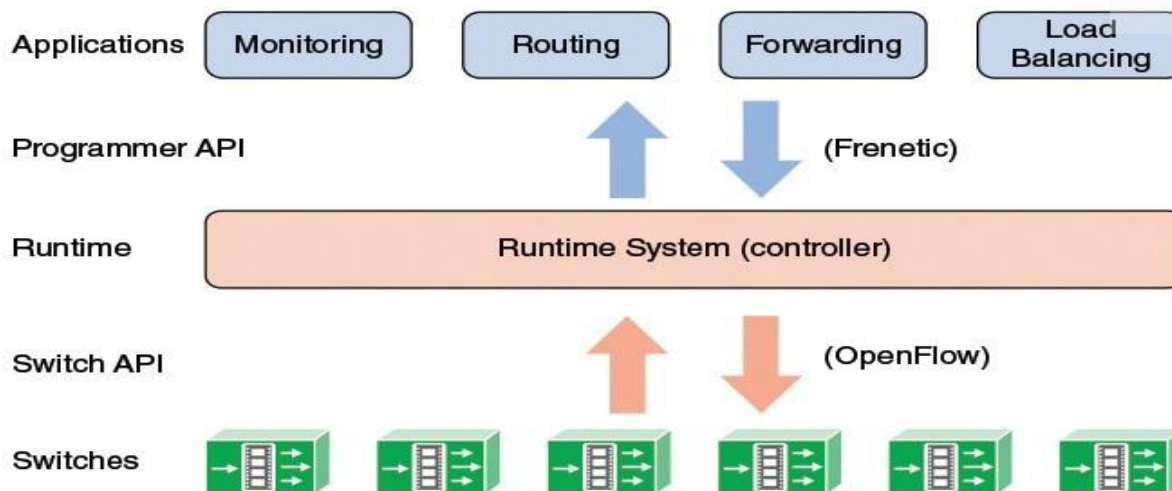 Applications
Monitoring
Routing
Forwarding
Load
Balancing
Programmer API
(Frenetic)
Runtime
Runtime System (controller)
Switch API
(OpenFlow)
Switches